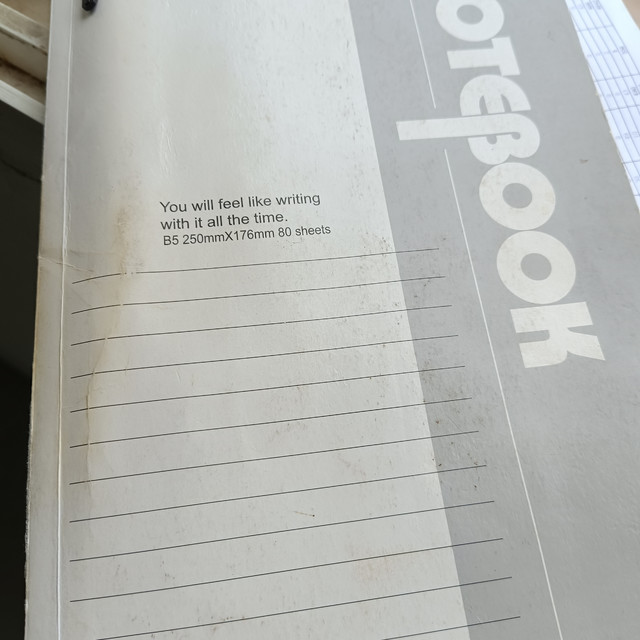 OTEBOOK
You will feel like writing
with it all the time.
B5 250mmX176mm 80 sheets